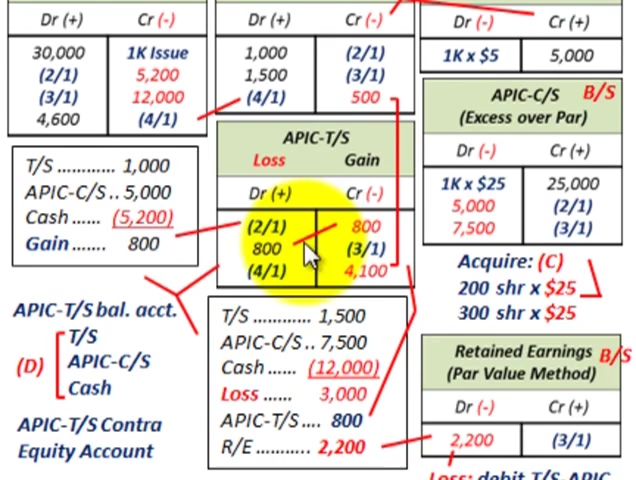 Dr (+) Cr (-)
30,000 1K Issue
(2/1) 5,200
(3/1) 12,000
4,600 (4/1)
Dr (+) Cr (-)
1,000 (2/1)
1,500 (3/1)
(4/1) 500
Dr (-) Cr (+)
1K x $5 5,000
APIC-C/S B/S
(Excess over Par)
Dr (-) Cr (+)
1K x $25 25,000
5,000 (2/1)
7,500 (3/1)
APIC-T/S
Loss Gain
Dr (+) Cr (-)
(2/1) 800
800 (3/1)
(4/1) 4,100
T/S ............ 1,000
APIC-C/S .. 5,000
Cash ...... (5,200)
Gain ....... 800
Acquire: (C)
200 shr x $25
300 shr x $25
APIC-T/S bal. acct.
T/S
(D) APIC-C/S
Cash
APIC-T/S Contra
Equity Account
T/S ............ 1,500
APIC-C/S .. 7,500
Cash ...... (12,000)
Loss ...... 3,000
APIC-T/S .... 800
R/E ........... 2,200
Retained Earnings B/S
(Par Value Method)
Dr (-) Cr (+)
2,200 (3/1)
Loss: debit T/S-APIC